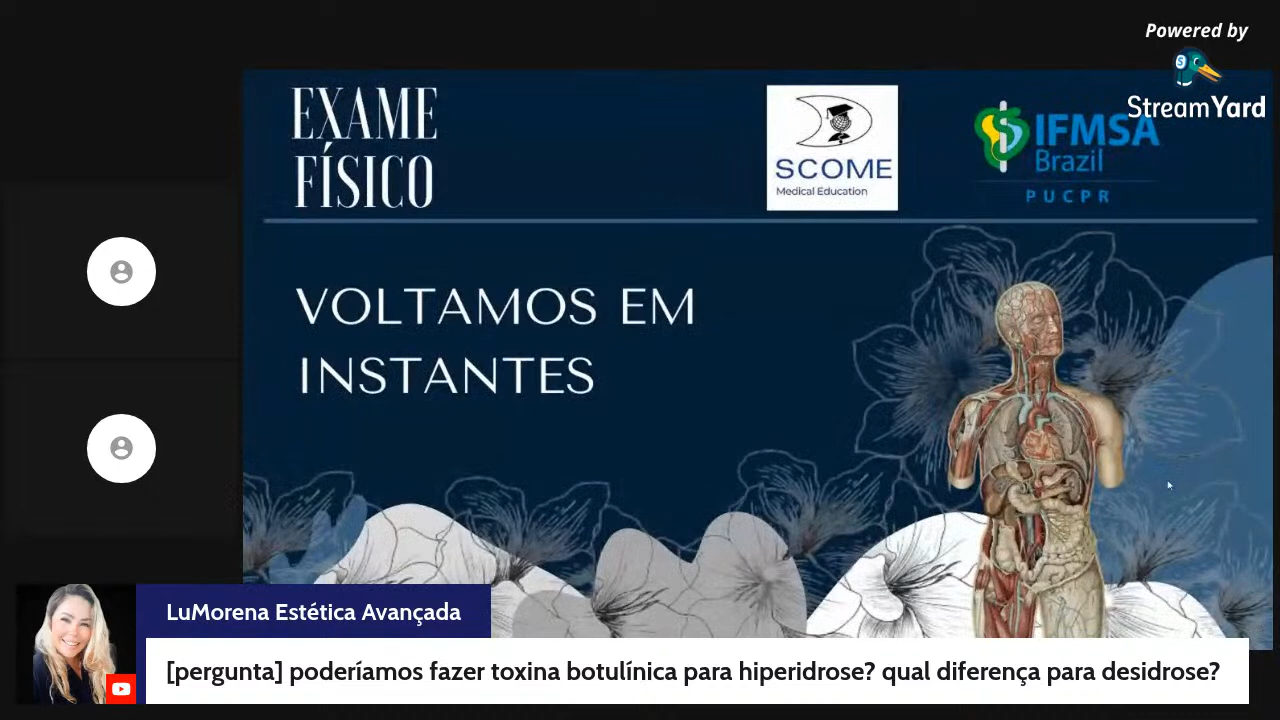 Powered by
StreamYard
EXAME
FÍSICO
SCOME
Medical Education
IFMSA
Brazil
PUCPR
VOLTAMOS EM
INSTANTES
LuMorena Estética Avançada
[pergunta] poderíamos fazer toxina botulínica para hiperidrose? qual diferença para desidrose?